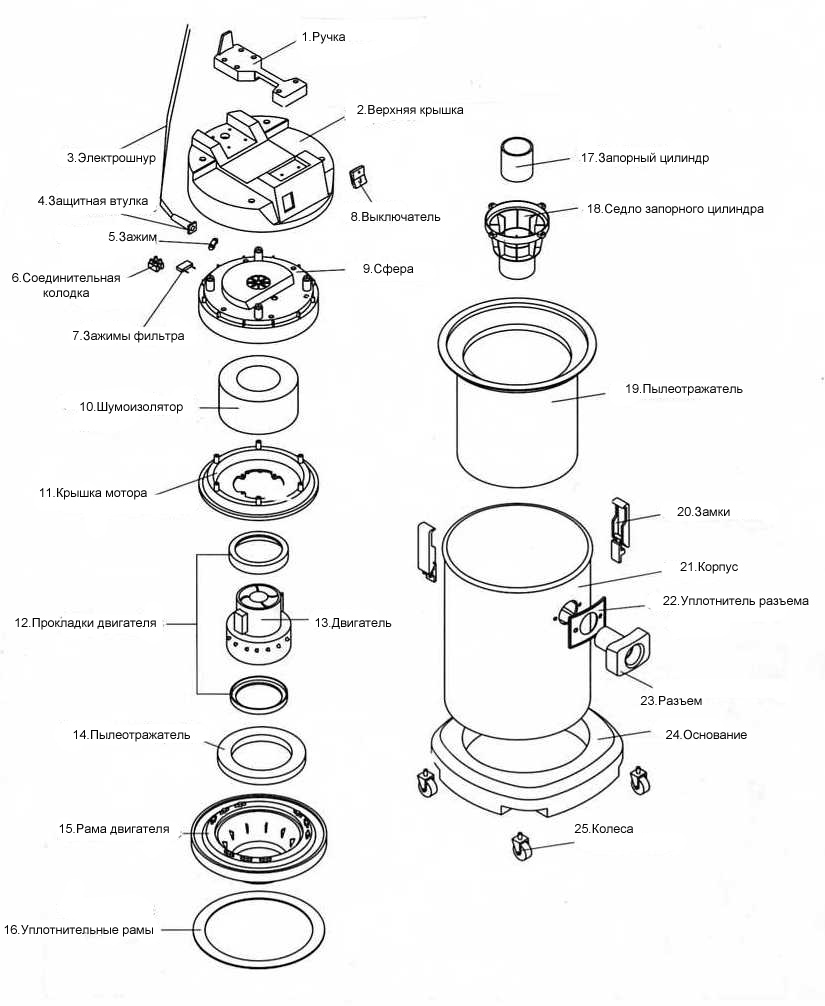 1.Ручка
2.Верхняя крышка
3.Электрошнур
4.Защитная втулка
5.Зажим
6.Соединительная
колодка
7.Зажимы фильтра
8.Выключатель
9.Сфера
10.Шумоизолятор
11.Крышка мотора
12.Прокладки двигателя
13.Двигатель
14.Пылеотражатель
15.Рама двигателя
16.Уплотнительные рамы
17.Запорный цилиндр
18.Седло запорного цилиндра
19.Пылеотражатель
20.Замки
21.Корпус
22.Уплотнитель разъема
23.Разъем
24.Основание
25.Колеса